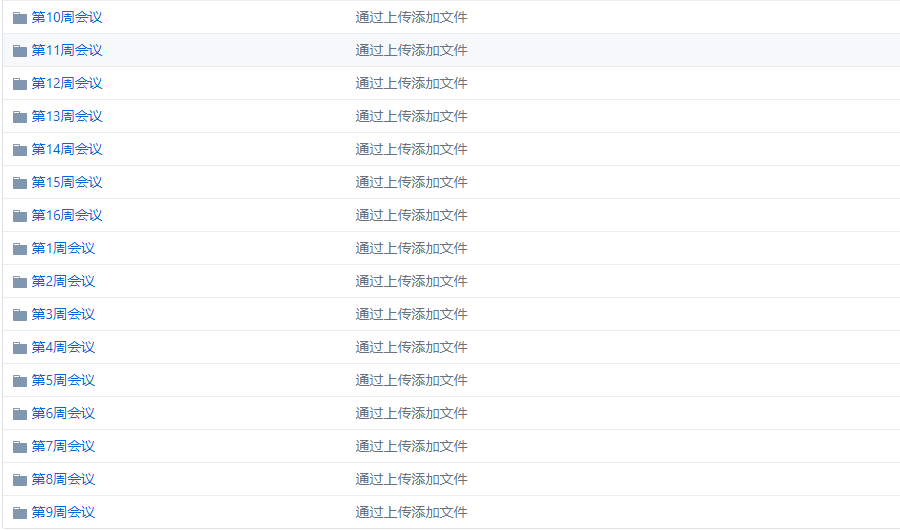 第10周会议 通过上传添加文件
第11周会议 通过上传添加文件
第12周会议 通过上传添加文件
第13周会议 通过上传添加文件
第14周会议 通过上传添加文件
第15周会议 通过上传添加文件
第16周会议 通过上传添加文件
第1周会议 通过上传添加文件
第2周会议 通过上传添加文件
第3周会议 通过上传添加文件
第4周会议 通过上传添加文件
第5周会议 通过上传添加文件
第6周会议 通过上传添加文件
第7周会议 通过上传添加文件
第8周会议 通过上传添加文件
第9周会议 通过上传添加文件